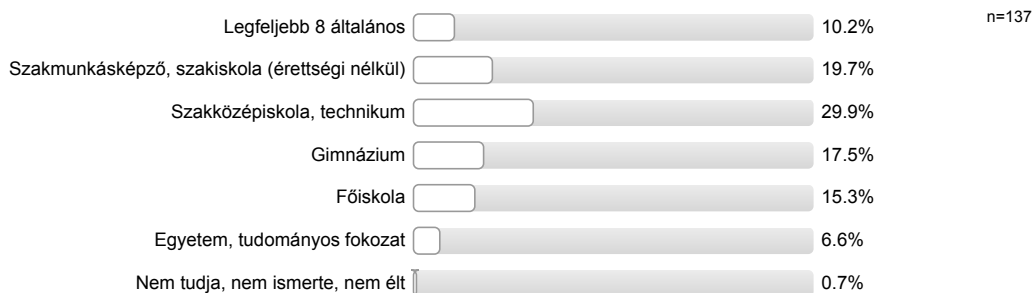 Legfeljebb 8 általános 10.2% n=137
Szakmunkásképző, szakiskola (érettségi nélkül) 19.7%
Szakközépiskola, technikum 29.9%
Gimnázium 17.5%
Főiskola 15.3%
Egyetem, tudományos fokozat 6.6%
Nem tudja, nem ismerte, nem élt 0.7%